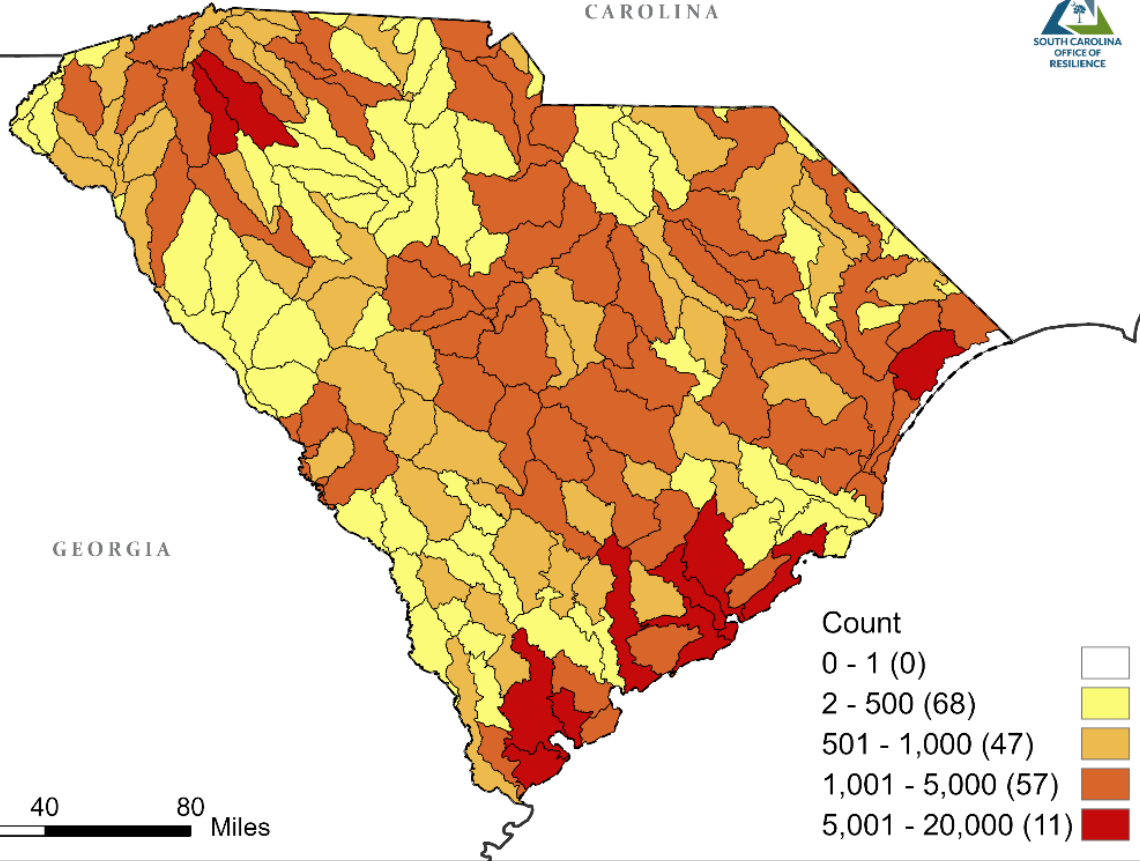 CAROLINA
SOUTH CAROLINA
OFFICE OF
RESILIENCE
GEORGIA
Count
0 - 1 (0)
2 - 500 (68)
501 - 1,000 (47)
1,001 - 5,000 (57)
5,001 - 20,000 (11)
40
80
Miles